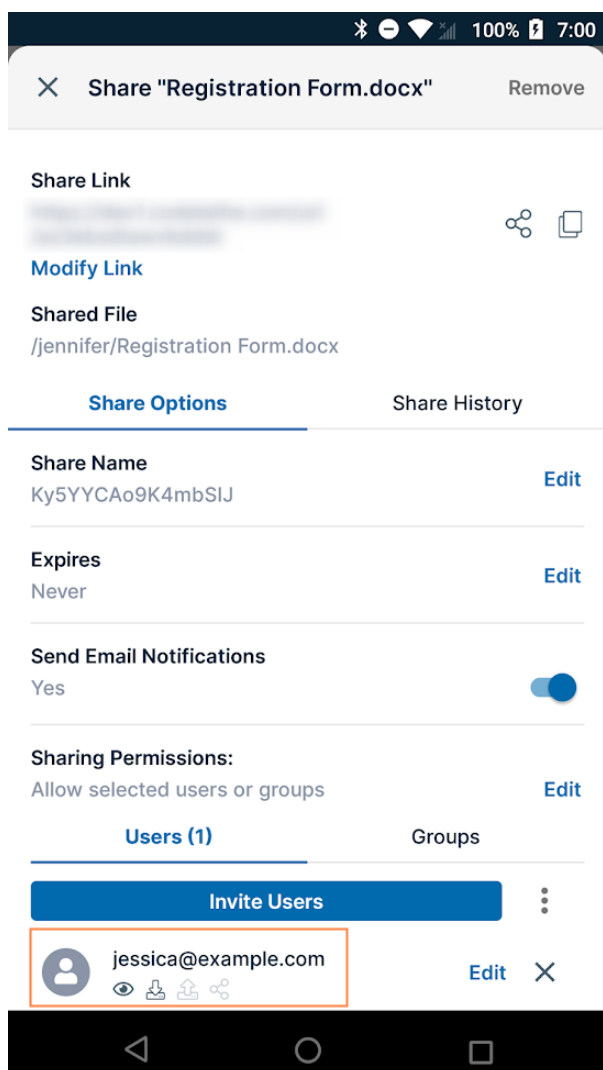 100% 7:00
Share "Registration Form.docx" Remove
Share Link
Modify Link
Shared File
/jennifer/Registration Form.docx
Share Options Share History
Share Name
Edit
Ky5YYCAo9K4mbSIJ
Expires
Edit
Never
Send Email Notifications
Yes
Sharing Permissions:
Allow selected users or groups Edit
Users (1) Groups
Invite Users
jessica@example.com
Edit